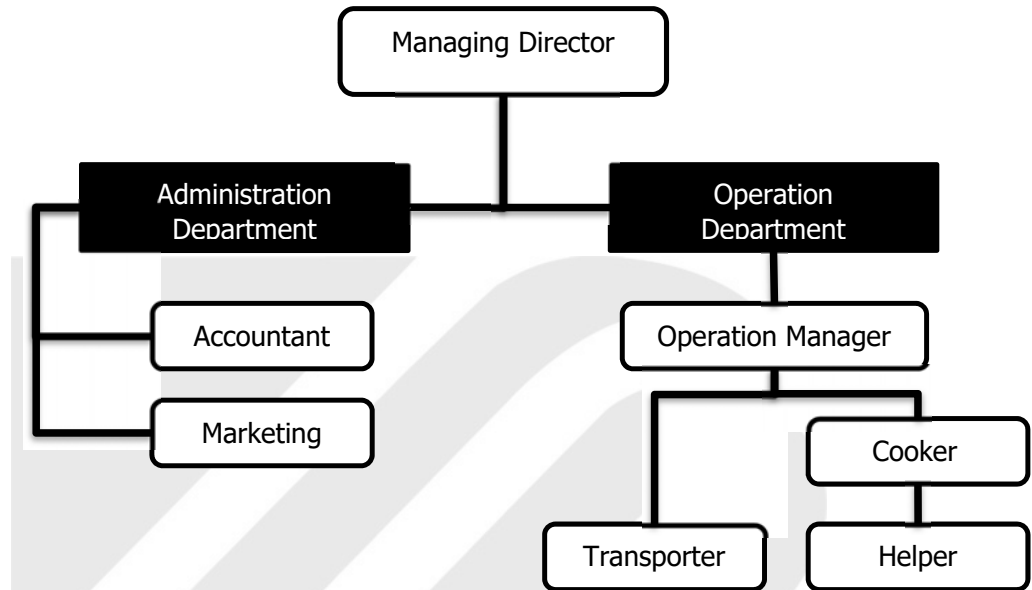 Managing Director
Administration
Department
Operation
Department
Accountant
Operation Manager
Marketing
Cooker
Transporter
Helper